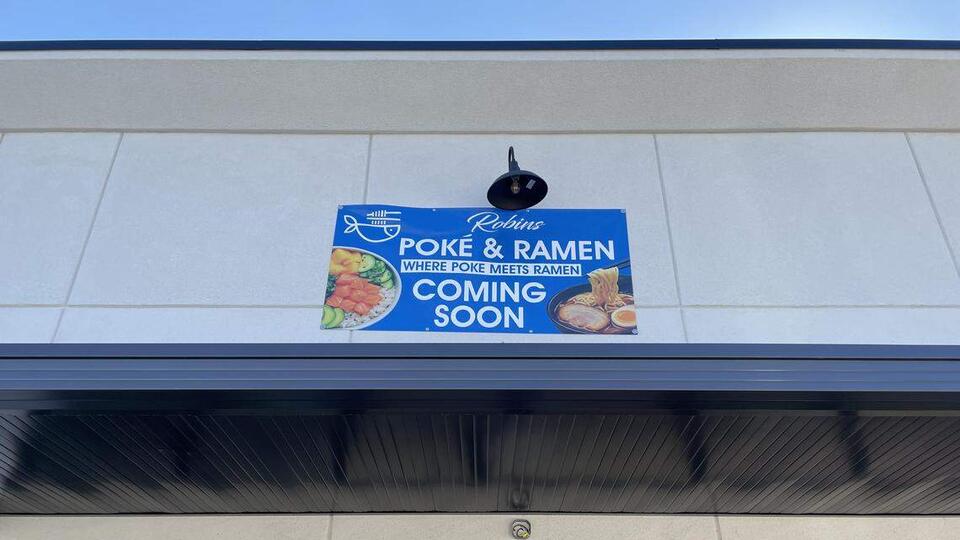 Robins
POKÉ & RAMEN
WHERE POKE MEETS RAMEN
COMING
SOON